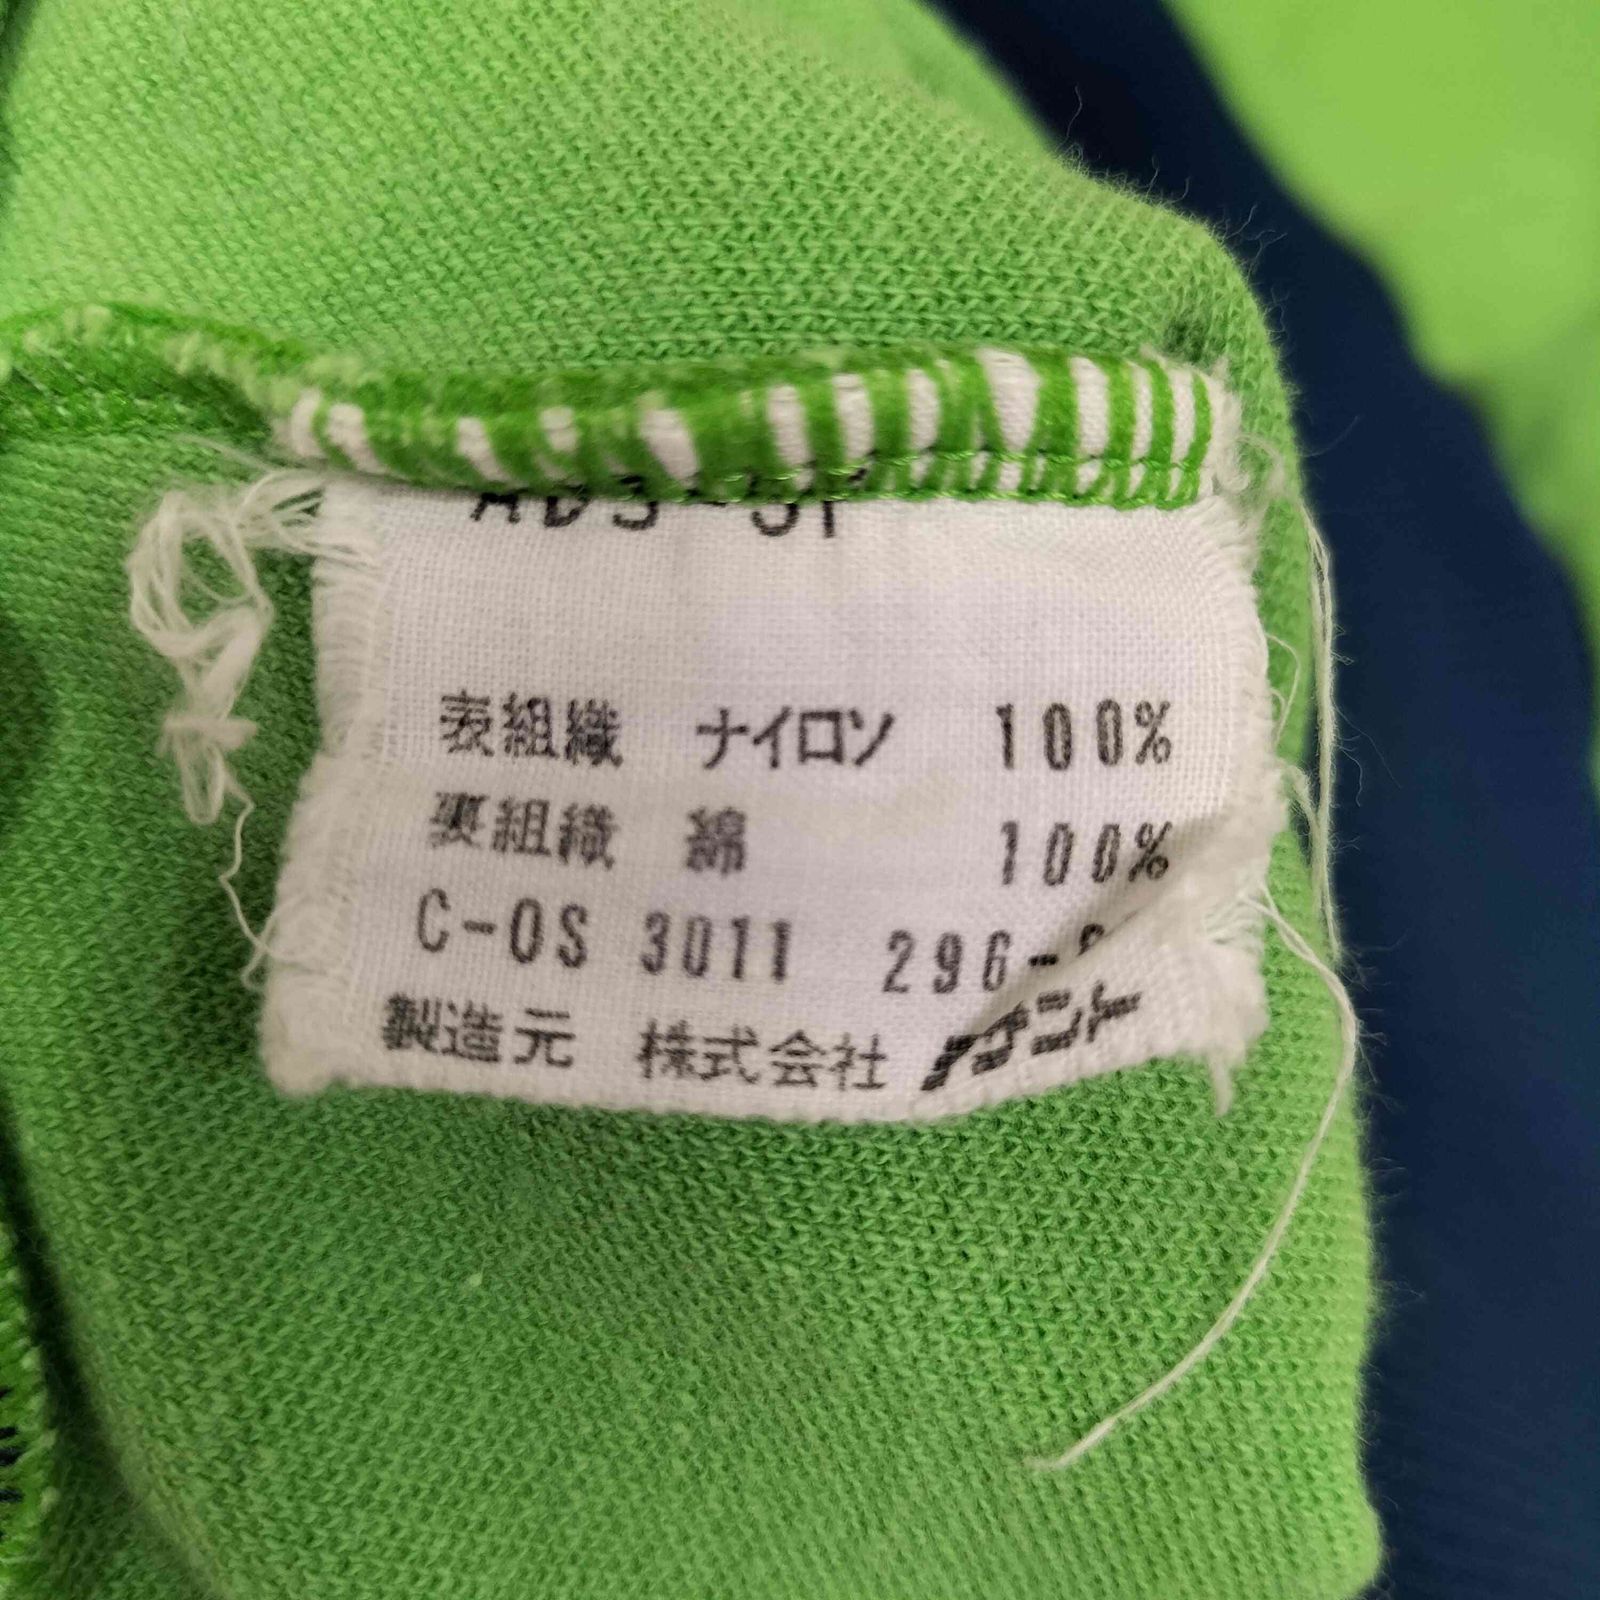 表組織 ナイロン 100%
裏組織 綿 100%
C-OS 3011 296-
製造元 株式会社